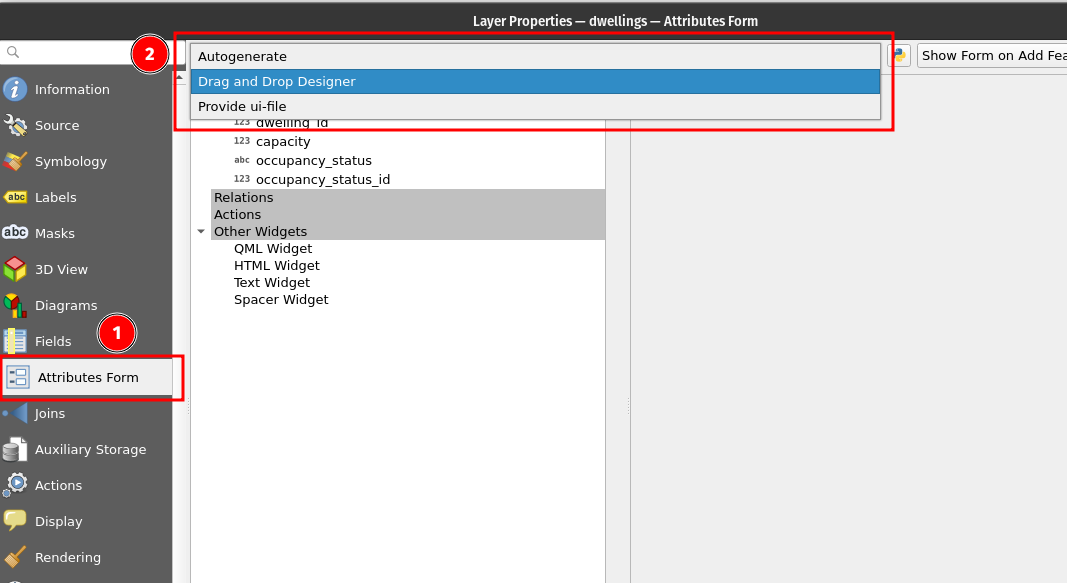 Layer Properties — dwellings — Attributes Form
2
Autogenerate
Drag and Drop Designer
Provide ui-file
Show Form on Add Fea
Information
Source
Symbology
abc Labels
abc Masks
3D View
Diagrams
Fields
1
Attributes Form
Joins
Auxiliary Storage
Actions
Display
Rendering
123 dwelling_id
123 capacity
abc occupancy_status
123 occupancy_status_id
Relations
Actions
Other Widgets
QML Widget
HTML Widget
Text Widget
Spacer Widget